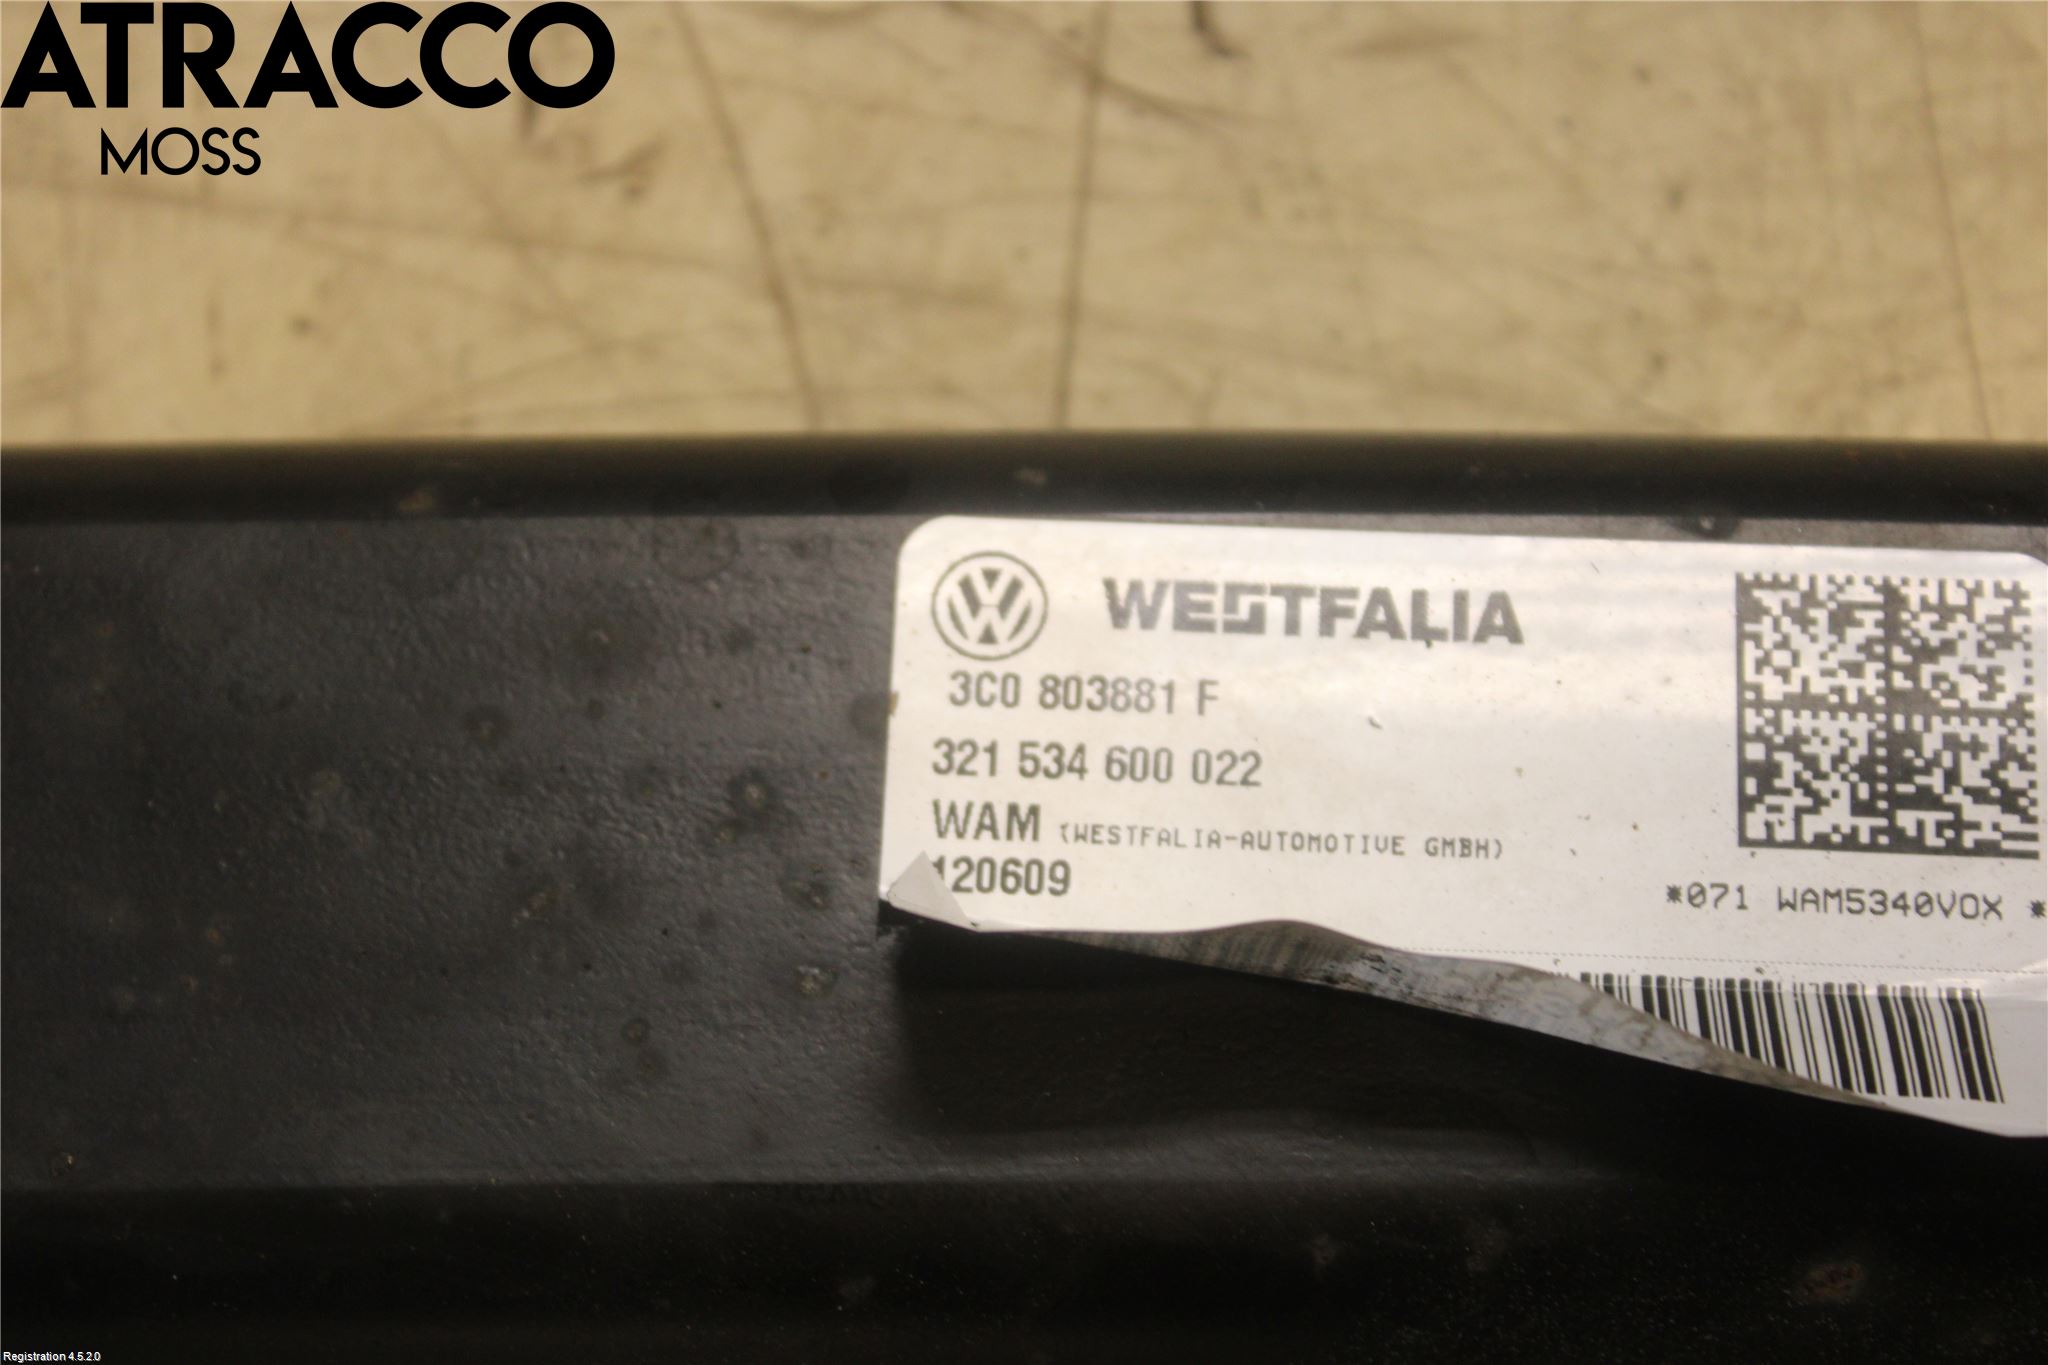 ATRACCO
MOSS
WESTFALIA
3C0 803881 F
321 534 600 022
WAM (WESTFALIA-AUTOMOTIVE GMBH)
120609
*071 WAM5340VOX *
Registration 4.5.2.0